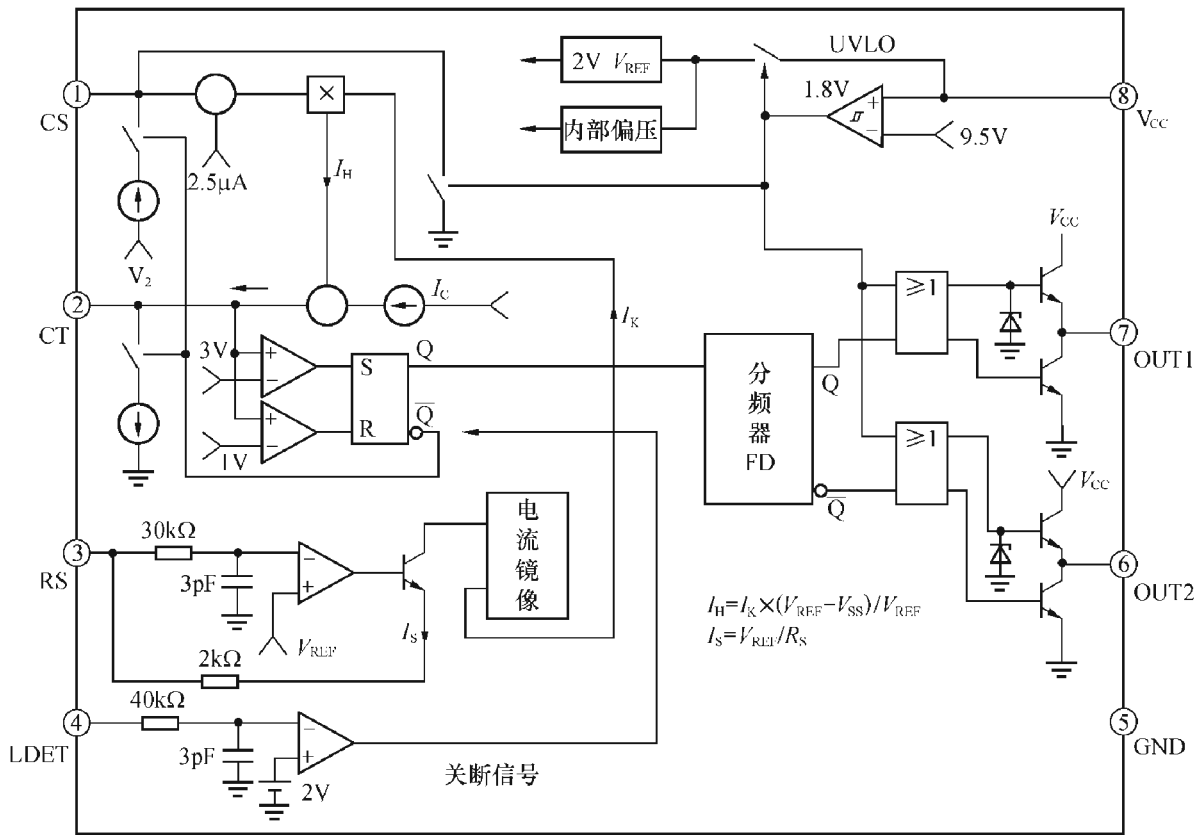 UVLO
2V V_REF
1.8V
1
8
CS
×
内部偏压
9.5V
V_CC
2.5μA
I_H
V_CC
V_2
I_C
I_K
≥1
2
CT
7
OUT1
3V
S
Q
R
Q̅
1V
分频器
FD
Q
Q̅
≥1
V_CC
3
RS
30kΩ
3pF
V_REF
I_S
2kΩ
电流镜像
6
OUT2
I_H=I_K×(V_REF−V_SS)/V_REF
I_S=V_REF/R_S
40kΩ
4
LDET
3pF
2V
关断信号
5
GND